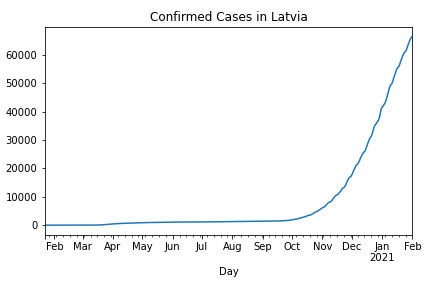 Confirmed Cases in Latvia
60000
50000
40000
30000
20000
10000
0
Feb Mar Apr May Jun Jul Aug Sep Oct Nov Dec Jan Feb
2021
Day